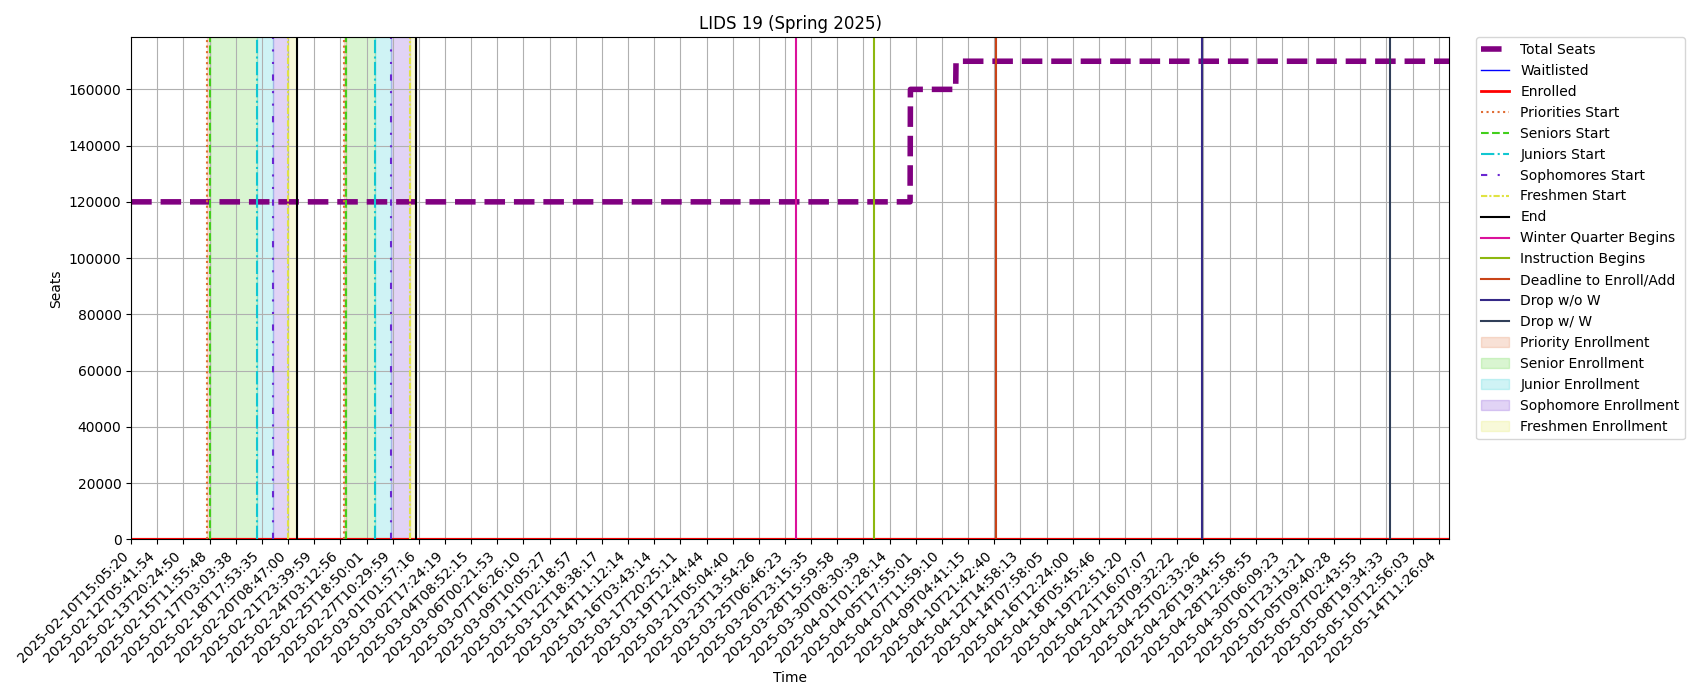 LIDS 19 (Spring 2025)
Seats
160000
140000
120000
100000
80000
60000
40000
20000
0
2025-02-10T15:05:20
2025-02-12T05:41:54
2025-02-13T20:24:50
2025-02-15T11:55:48
2025-02-17T03:03:38
2025-02-18T17:53:35
2025-02-20T08:47:00
2025-02-21T23:39:59
2025-02-24T03:12:56
2025-02-25T18:50:01
2025-02-27T10:29:59
2025-03-01T01:57:16
2025-03-02T17:24:19
2025-03-04T08:52:15
2025-03-06T00:21:53
2025-03-07T16:26:10
2025-03-09T10:05:27
2025-03-11T02:18:57
2025-03-12T18:38:17
2025-03-14T11:12:14
2025-03-16T03:43:14
2025-03-17T20:25:11
2025-03-19T12:44:44
2025-03-21T05:04:40
2025-03-23T13:54:26
2025-03-25T06:46:23
2025-03-26T23:15:35
2025-03-28T15:59:58
2025-03-30T08:30:39
2025-04-01T01:28:14
2025-04-05T17:55:01
2025-04-07T11:59:10
2025-04-09T04:41:15
2025-04-10T21:42:40
2025-04-12T14:58:13
2025-04-14T07:58:05
2025-04-16T12:24:00
2025-04-18T05:45:46
2025-04-19T22:51:20
2025-04-21T16:07:07
2025-04-23T09:32:22
2025-04-25T02:33:26
2025-04-26T19:34:55
2025-04-28T12:58:55
2025-04-30T06:09:23
2025-05-01T23:13:21
2025-05-05T09:40:28
2025-05-07T02:43:55
2025-05-08T19:34:33
2025-05-10T12:56:03
2025-05-14T11:26:04
Time
Total Seats
Waitlisted
Enrolled
Priorities Start
Seniors Start
Juniors Start
Sophomores Start
Freshmen Start
End
Winter Quarter Begins
Instruction Begins
Deadline to Enroll/Add
Drop w/o W
Drop w/ W
Priority Enrollment
Senior Enrollment
Junior Enrollment
Sophomore Enrollment
Freshmen Enrollment